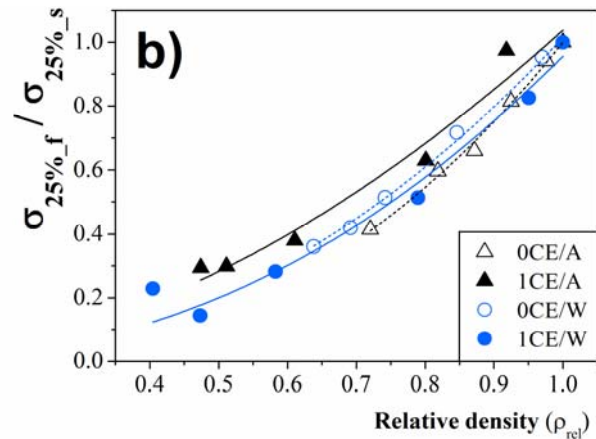 b)
σ25%_f / σ25%_s
1.0
0.8
0.6
0.4
0.2
0.0
0CE/A
1CE/A
0CE/W
1CE/W
0.4 0.5 0.6 0.7 0.8 0.9 1.0
Relative density (ρrel)